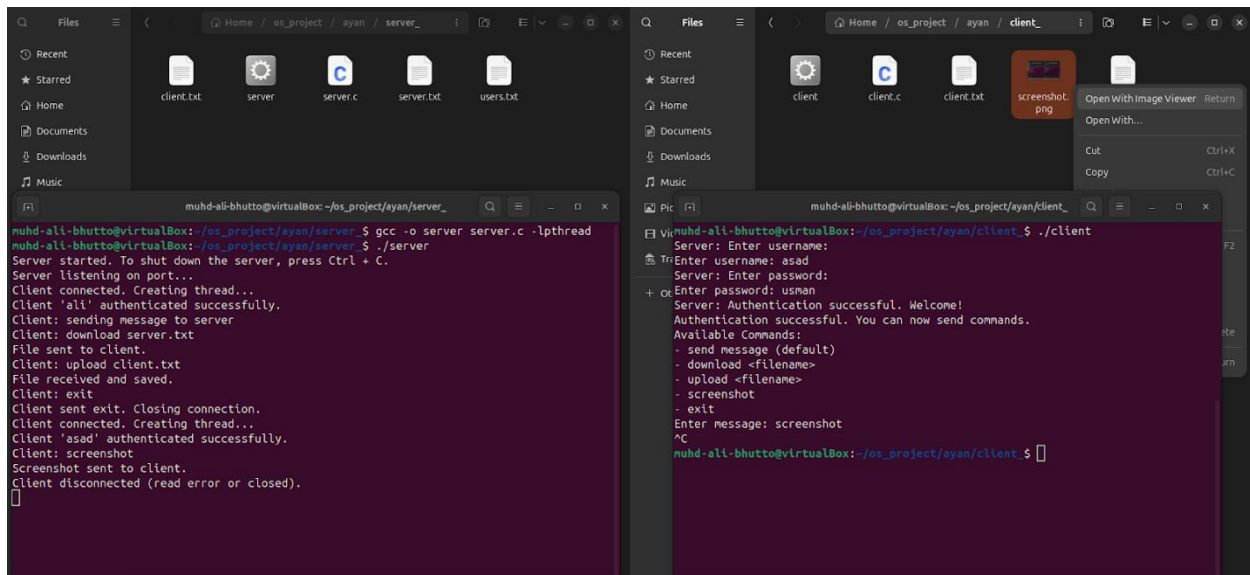 Files
Home / os_project / ayan / server_
Recent
Starred
Home
Documents
Downloads
Music
client.txt
server
server.c
server.txt
users.txt
muhd-ali-bhutto@virtualBox: ~/os_project/ayan/server_
muhd-ali-bhutto@virtualBox:~/os_project/ayan/server_$ gcc -o server server.c -lpthread
muhd-ali-bhutto@virtualBox:~/os_project/ayan/server_$ ./server
Server started. To shut down the server, press Ctrl + C.
Server listening on port...
Client connected. Creating thread...
Client 'ali' authenticated successfully.
Client: sending message to server
Client: download server.txt
File sent to client.
Client: upload client.txt
File received and saved.
Client: exit
Client sent exit. Closing connection.
Client connected. Creating thread...
Client 'asad' authenticated successfully.
Client: screenshot
Screenshot sent to client.
Client disconnected (read error or closed).
Files
Home / os_project / ayan / client_
Recent
Starred
Home
Documents
Downloads
Music
Pic
Vi
Tra
+ Ot
client
client.c
client.txt
screenshot.
png
Open With Image Viewer Return
Open With...
Cut Ctrl+X
Copy Ctrl+C
F2
ete
urn
muhd-ali-bhutto@virtualBox: ~/os_project/ayan/client_
muhd-ali-bhutto@virtualBox:~/os_project/ayan/client_$ ./client
Server: Enter username:
Enter username: asad
Server: Enter password:
Enter password: usman
Server: Authentication successful. Welcome!
Authentication successful. You can now send commands.
Available Commands:
- send message (default)
- download <filename>
- upload <filename>
- screenshot
- exit
Enter message: screenshot
^C
muhd-ali-bhutto@virtualBox:~/os_project/ayan/client_$